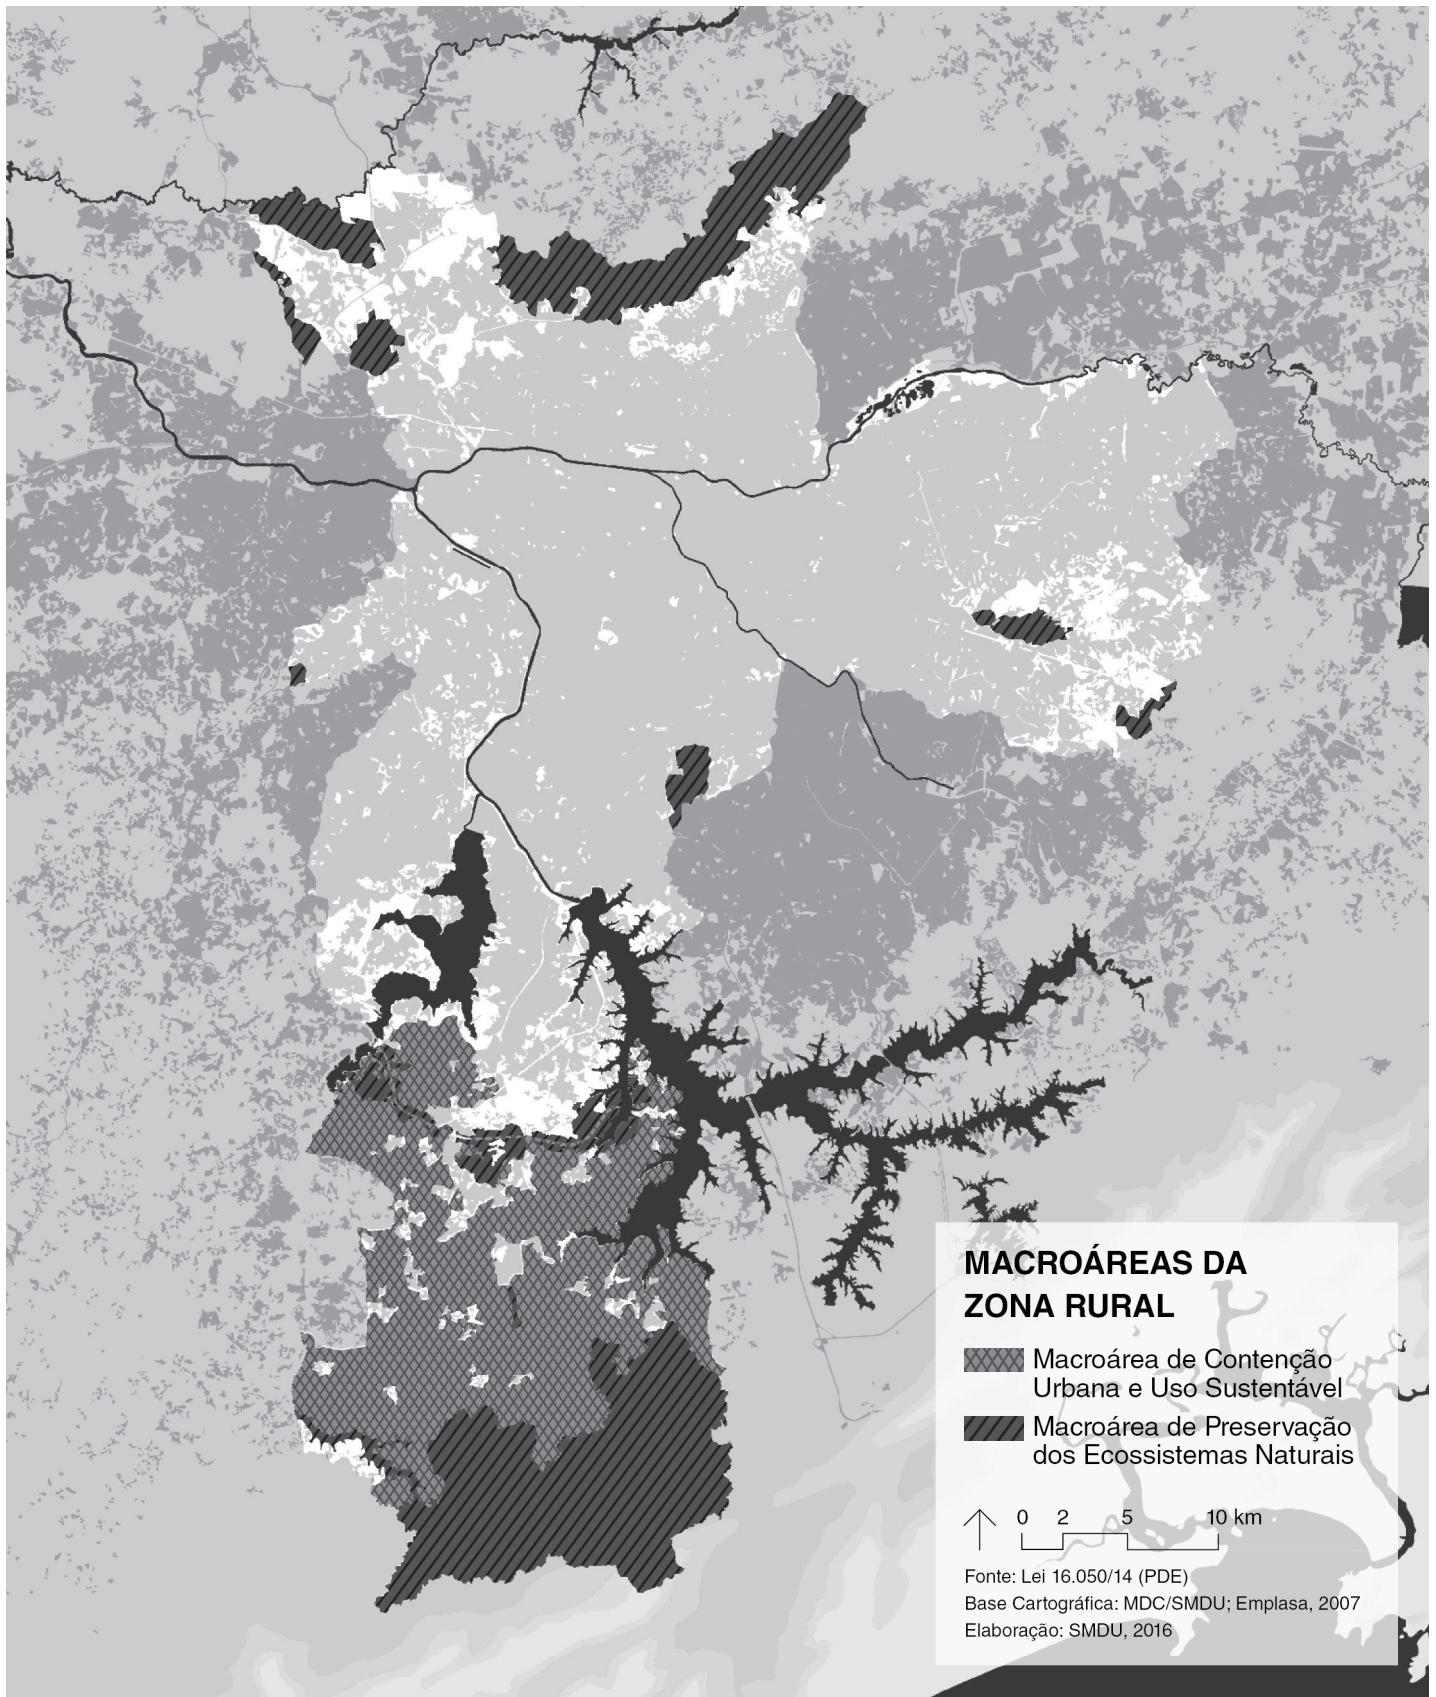 MACROÁREAS DA
ZONA RURAL
Macroárea de Contenção
Urbana e Uso Sustentável
Macroárea de Preservação
dos Ecossistemas Naturais
0 2 5 10 km
Fonte: Lei 16.050/14 (PDE)
Base Cartográfica: MDC/SMDU; Emplasa, 2007
Elaboração: SMDU, 2016